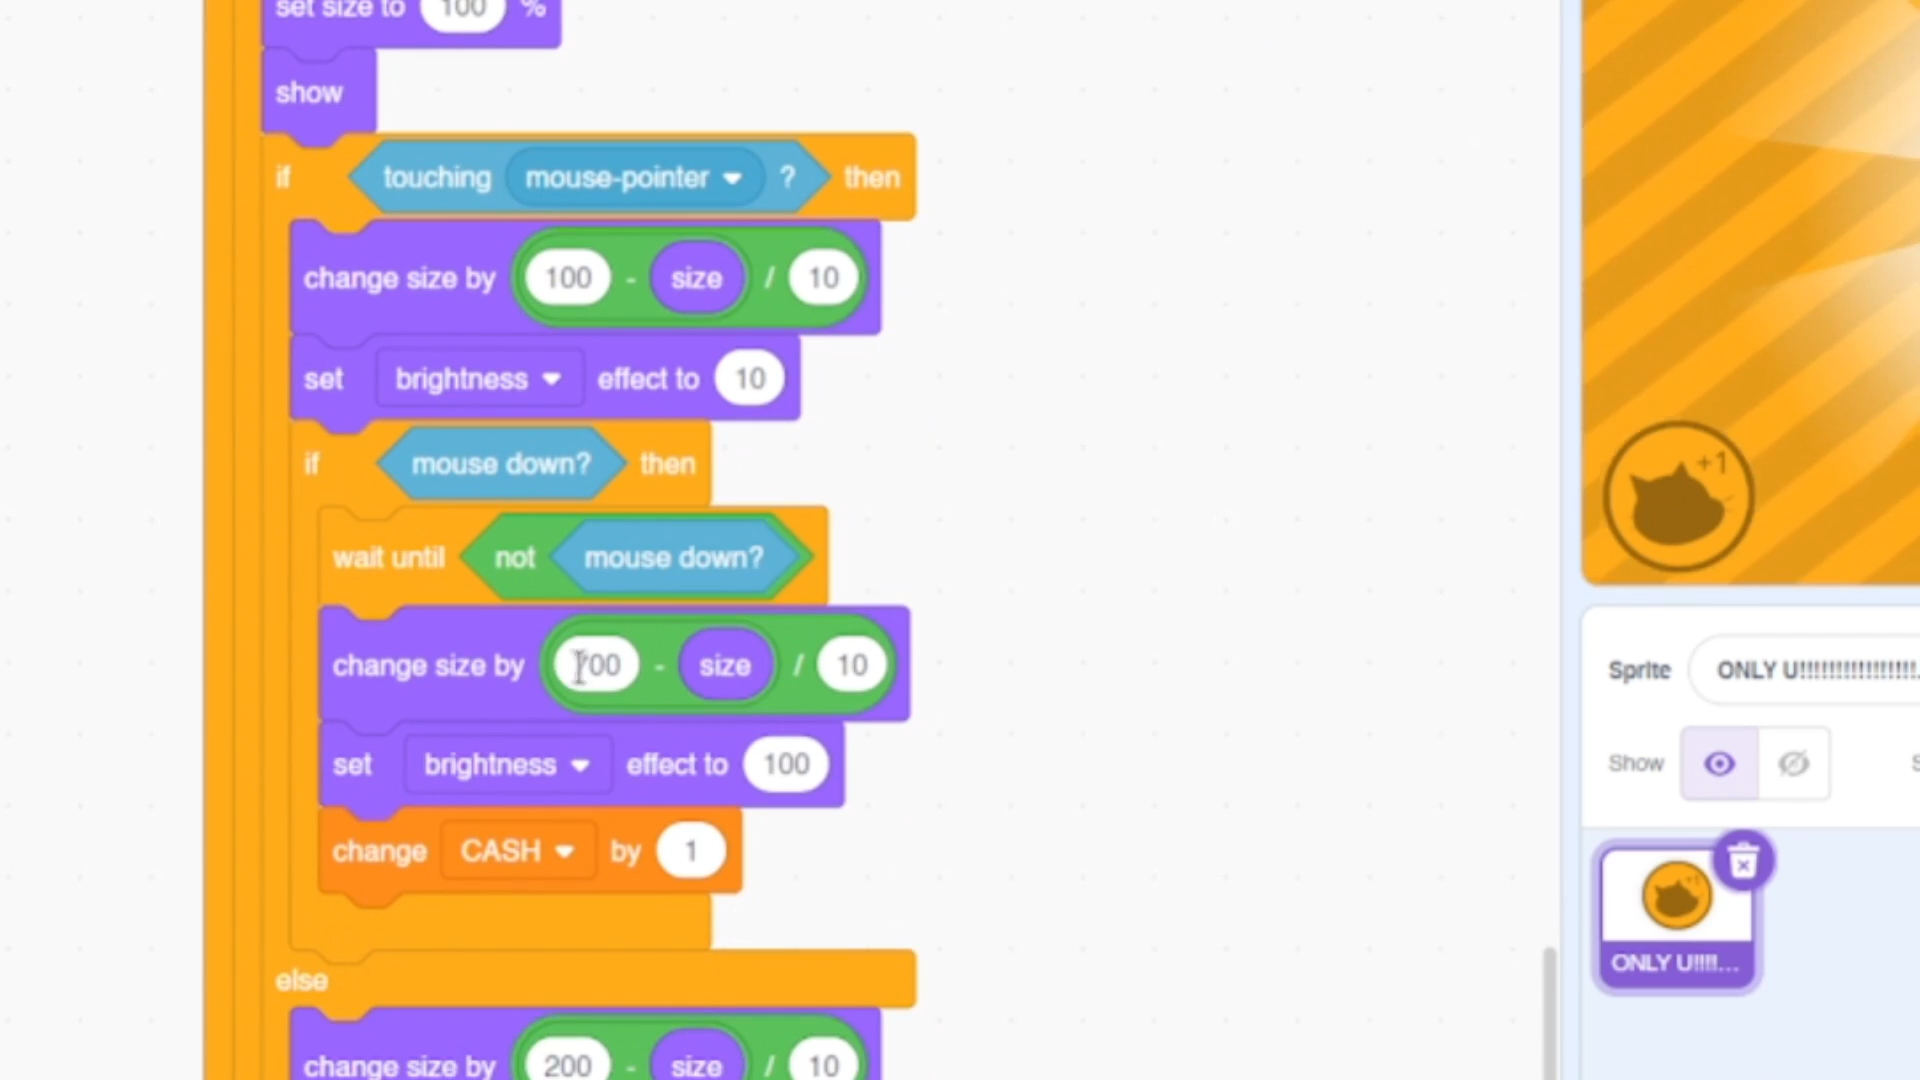 set size to 100 %
show
if touching mouse-pointer ? then
change size by 100 - size / 10
set brightness effect to 10
if mouse down? then
wait until not mouse down?
change size by 00 - size / 10
set brightness effect to 100
change CASH by 1
else
change size by 200 - size / 10
+1
Sprite ONLY U!!!!!!!!!!!!!!!!!.
Show
ONLY U!!!!...